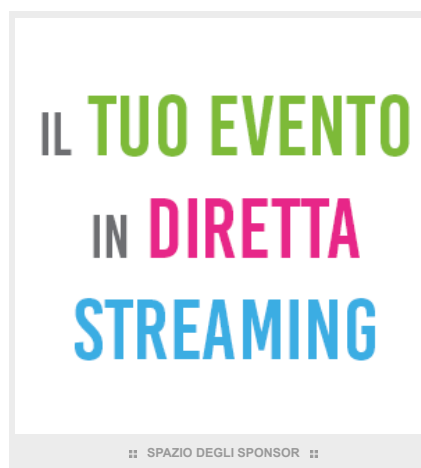 IL TUO EVENTO
IN DIRETTA
STREAMING
SPAZIO DEGLI SPONSOR